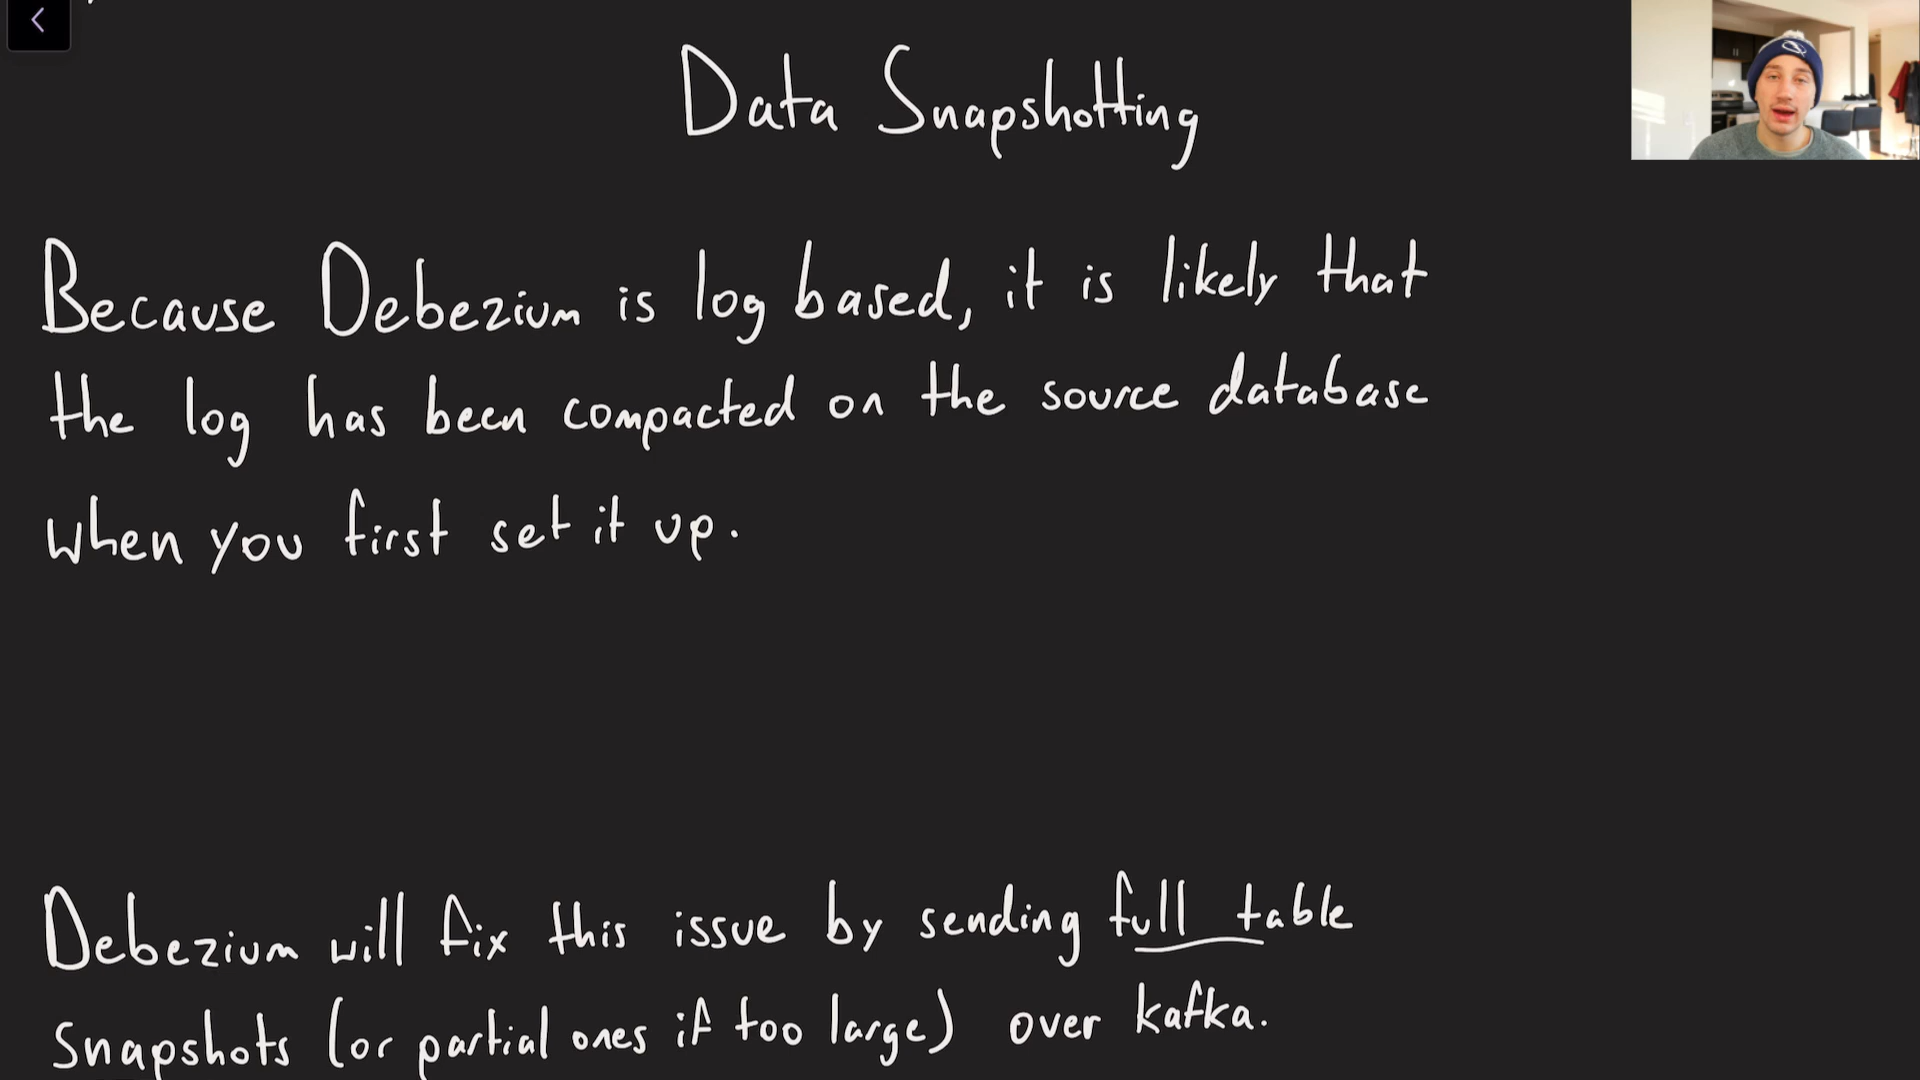 Data Snapshotting
Because Debezium is log based, it is likely that
the log has been compacted on the source database
when you first set it up.
Debezium will fix this issue by sending full table
snapshots (or partial ones if too large) over kafka.